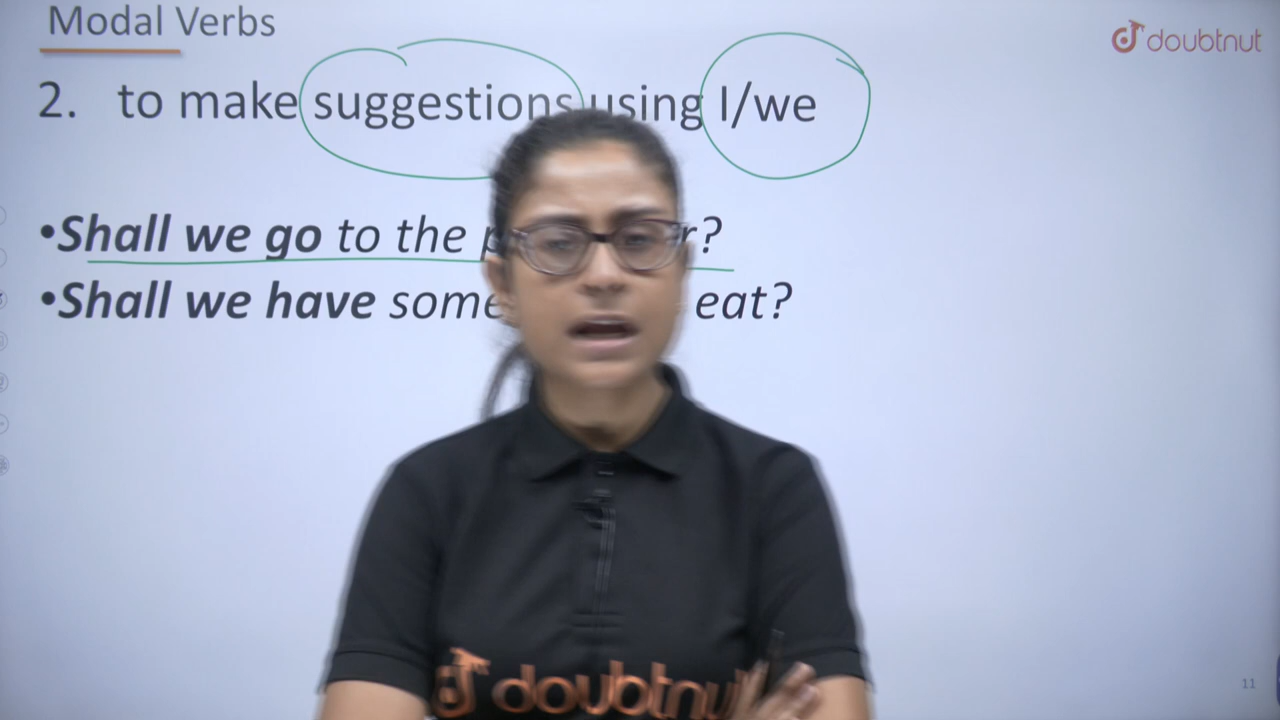 Modal Verbs
doubtnut
2. to make suggestions using I/we
•Shall we go to the
•Shall we have some eat?
doubtnut
11